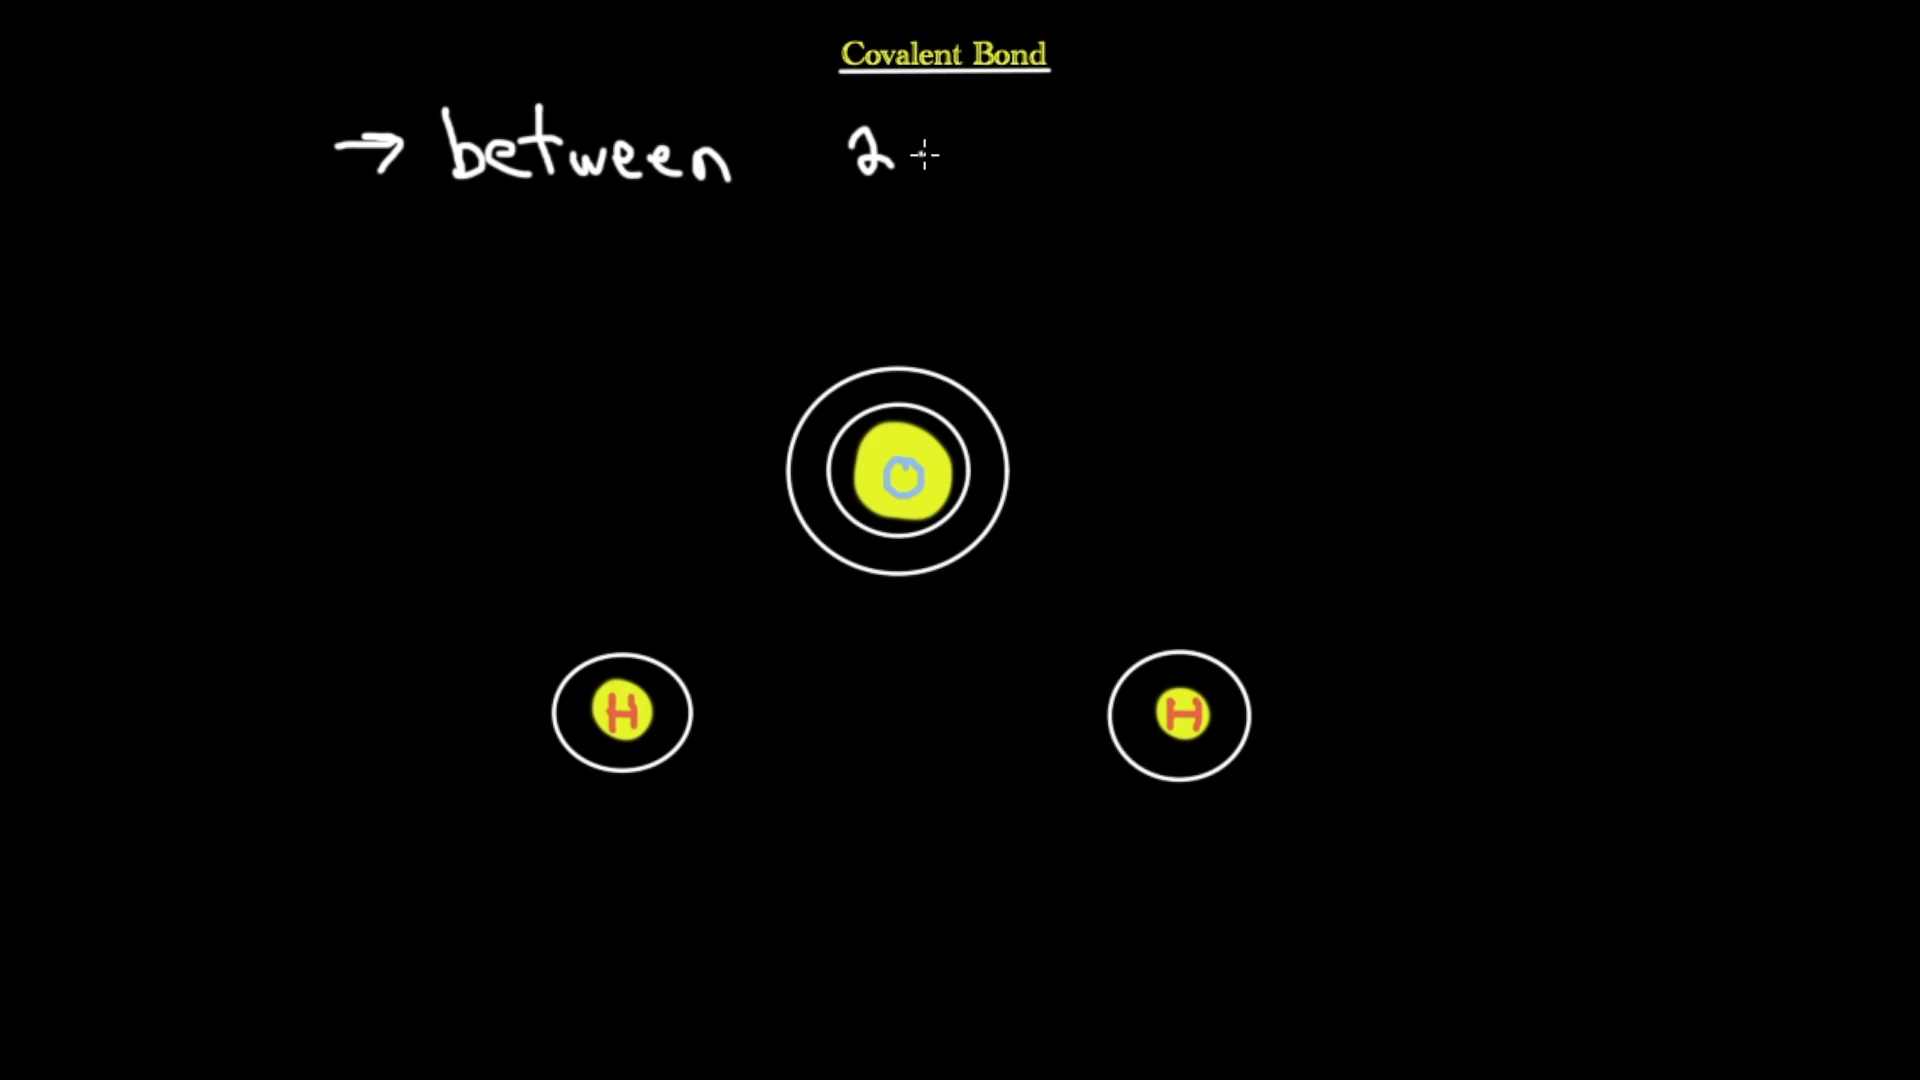 Covalent Bond
→ between 2
O
H H